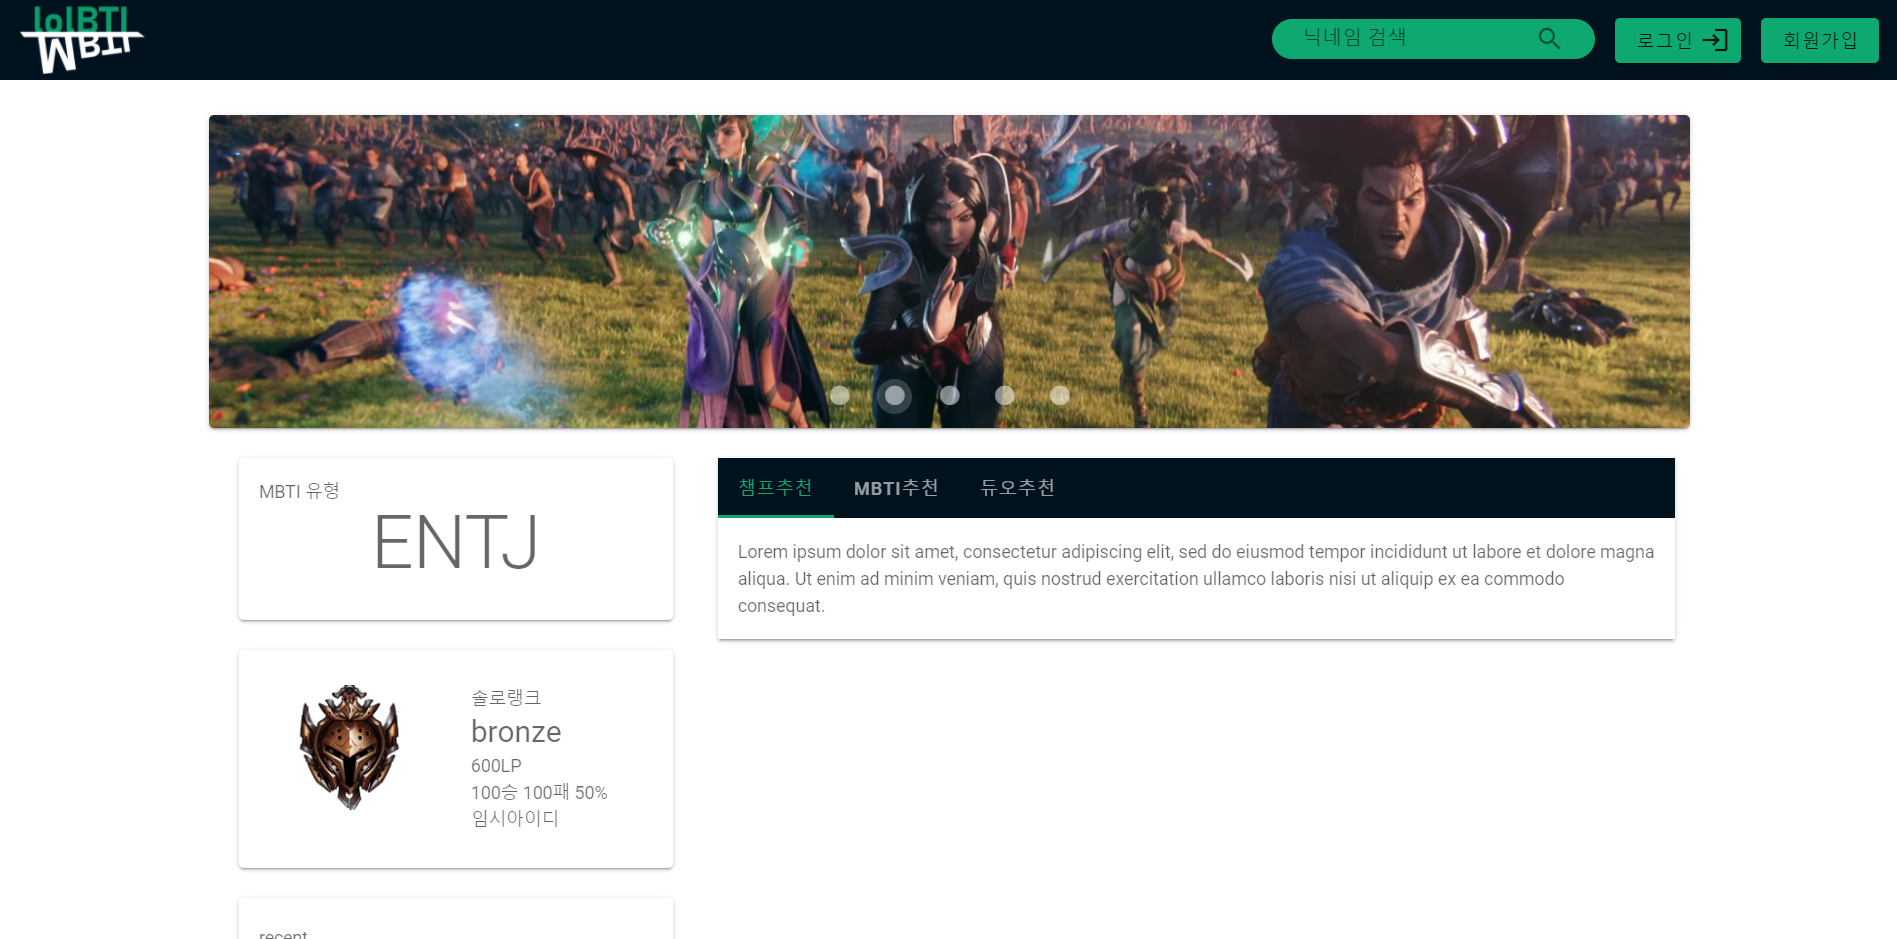 lolBTI
닉네임 검색
로그인
회원가입
MBTI 유형
ENTJ
챔프추천 MBTI추천 듀오추천
Lorem ipsum dolor sit amet, consectetur adipiscing elit, sed do eiusmod tempor incididunt ut labore et dolore magna
aliqua. Ut enim ad minim veniam, quis nostrud exercitation ullamco laboris nisi ut aliquip ex ea commodo
consequat.
솔로랭크
bronze
600LP
100승 100패 50%
임시아이디
recent